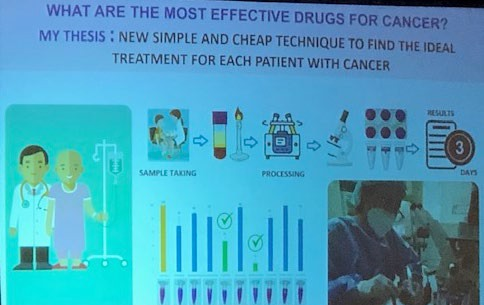 WHAT ARE THE MOST EFFECTIVE DRUGS FOR CANCER?
MY THESIS : NEW SIMPLE AND CHEAP TECHNIQUE TO FIND THE IDEAL
TREATMENT FOR EACH PATIENT WITH CANCER
RESULTS
3
SAMPLE TAKING
PROCESSING
DAYS